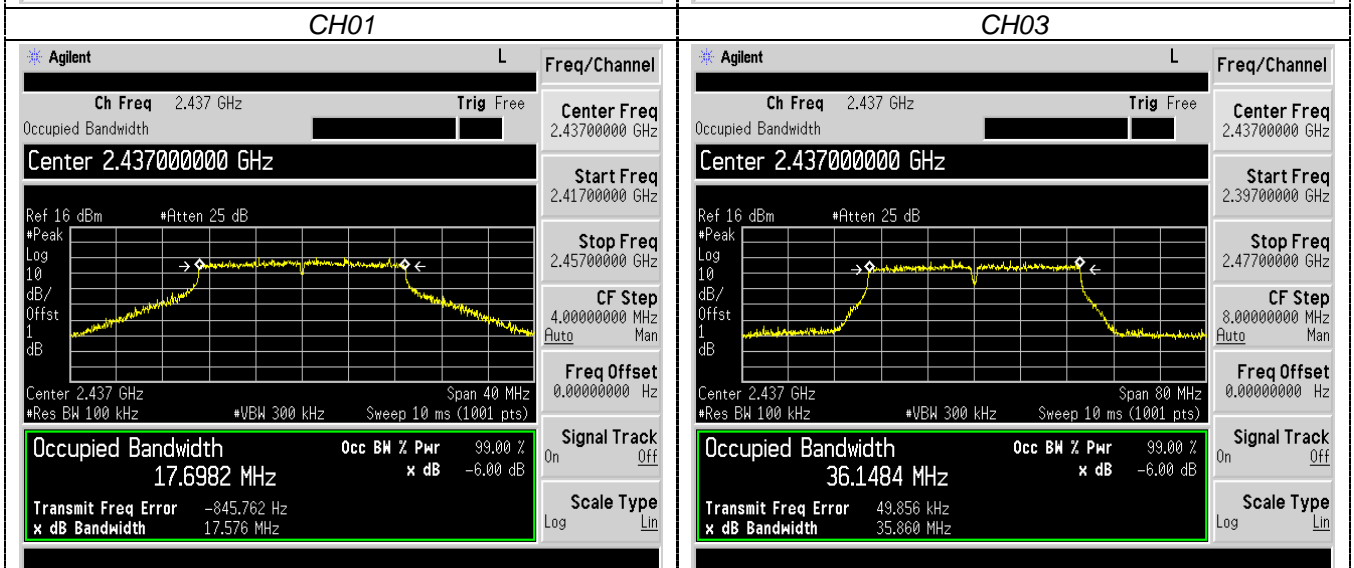 CH01
Agilent
L
Freq/Channel
Ch Freq 2.437 GHz Trig Free
Occupied Bandwidth
Center 2.437000000 GHz
Ref 16 dBm #Atten 25 dB
#Peak
Log
10
dB/
Offst
1
dB
Center 2.437 GHz Span 40 MHz
#Res BW 100 kHz #VBW 300 kHz Sweep 10 ms (1001 pts)
Occupied Bandwidth Occ BW % Pwr 99.00 %
17.6982 MHz x dB -6.00 dB
Transmit Freq Error -845.762 Hz
x dB Bandwidth 17.576 MHz
Center Freq
2.43700000 GHz
Start Freq
2.41700000 GHz
Stop Freq
2.45700000 GHz
CF Step
4.00000000 MHz
Auto Man
Freq Offset
0.00000000 Hz
Signal Track
On Off
Scale Type
Log Lin
CH03
Agilent
L
Freq/Channel
Ch Freq 2.437 GHz Trig Free
Occupied Bandwidth
Center 2.437000000 GHz
Ref 16 dBm #Atten 25 dB
#Peak
Log
10
dB/
Offst
1
dB
Center 2.437 GHz Span 80 MHz
#Res BW 100 kHz #VBW 300 kHz Sweep 10 ms (1001 pts)
Occupied Bandwidth Occ BW % Pwr 99.00 %
36.1484 MHz x dB -6.00 dB
Transmit Freq Error 49.856 kHz
x dB Bandwidth 35.860 MHz
Center Freq
2.43700000 GHz
Start Freq
2.39700000 GHz
Stop Freq
2.47700000 GHz
CF Step
8.00000000 MHz
Auto Man
Freq Offset
0.00000000 Hz
Signal Track
On Off
Scale Type
Log Lin